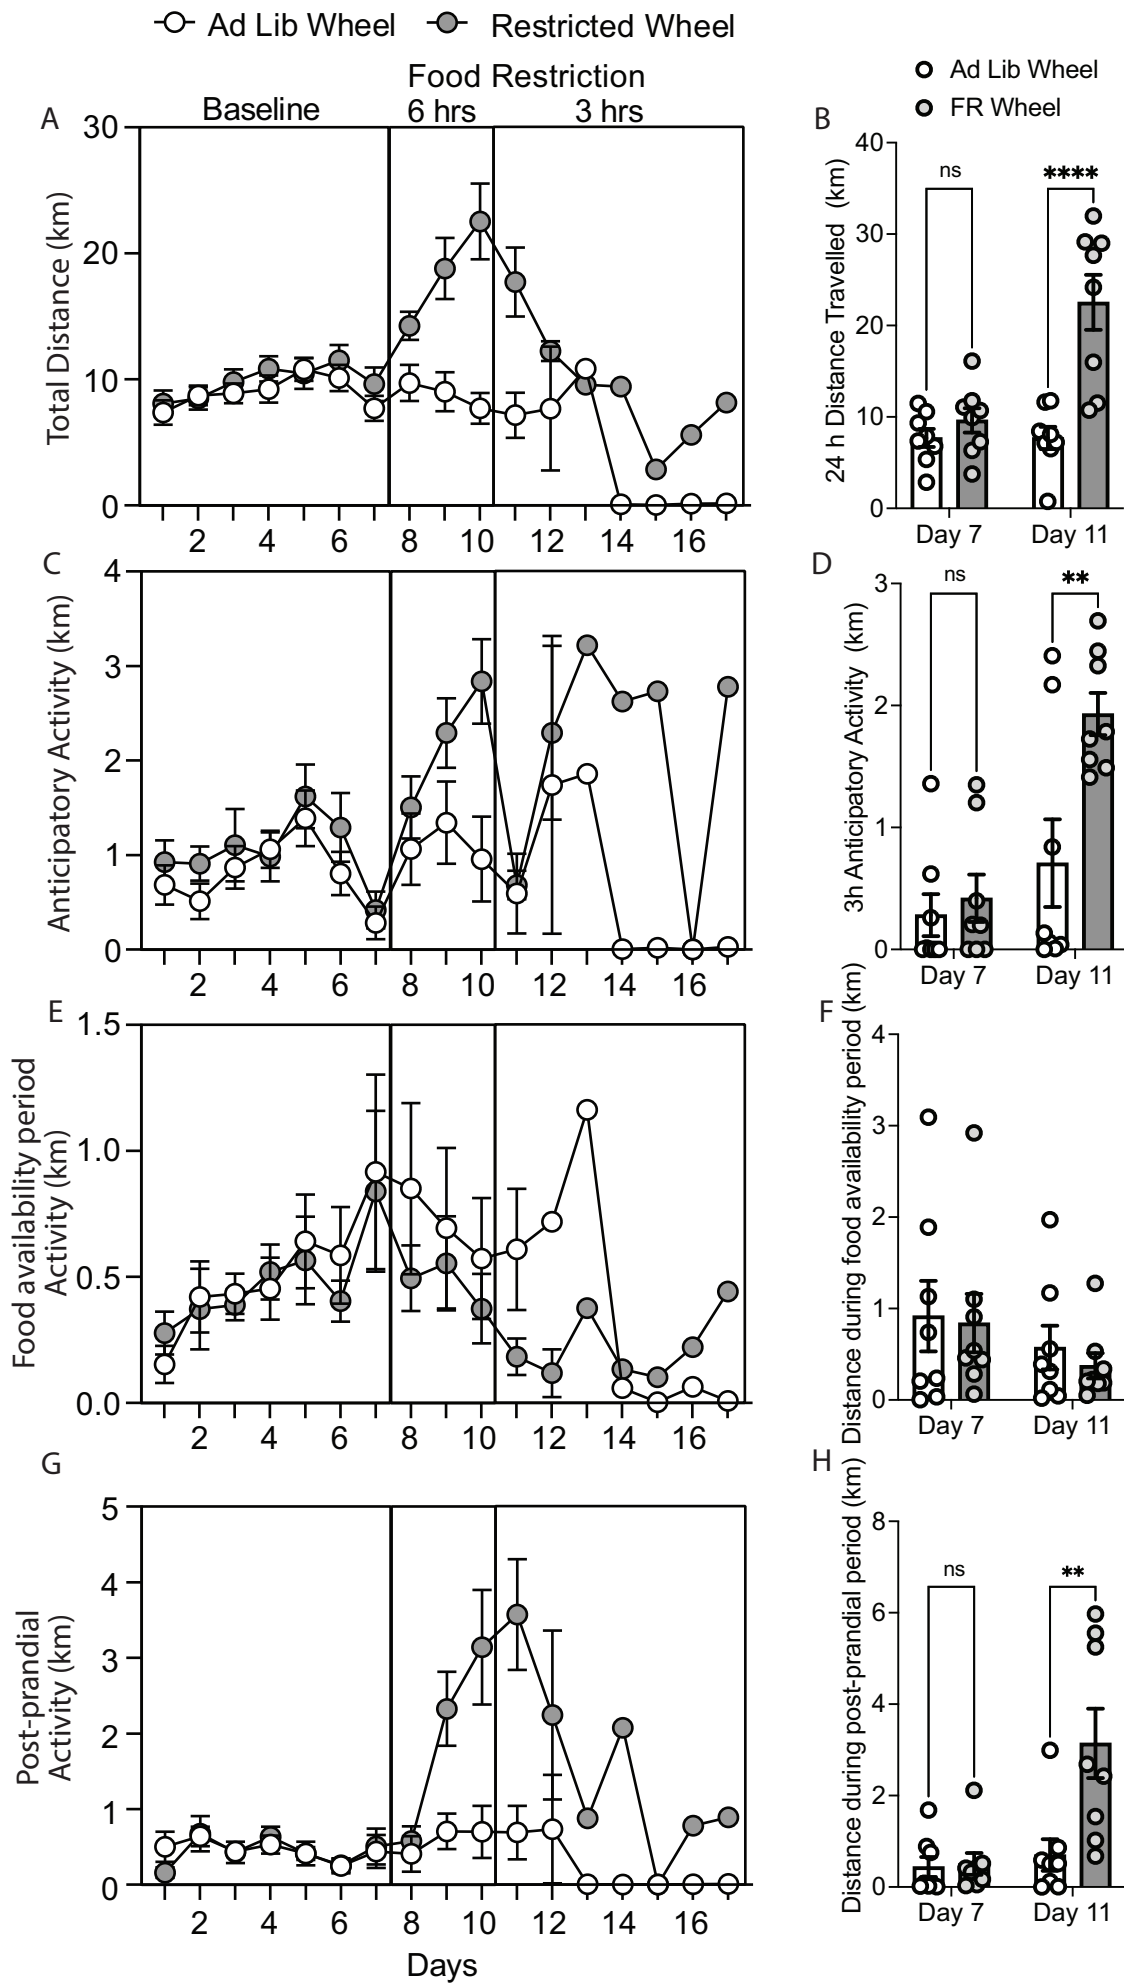 Ad Lib Wheel Restricted Wheel
Food Restriction
Baseline 6 hrs 3 hrs
A
Total Distance (km)
30
20
10
0
2 4 6 8 10 12 14 16
Ad Lib Wheel
FR Wheel
B
24 h Distance Travelled (km)
40
30
20
10
0
ns ****
Day 7 Day 11
C
Anticipatory Activity (km)
4
3
2
1
0
2 4 6 8 10 12 14 16
D
3h Anticipatory Activity (km)
3
2
1
0
ns **
Day 7 Day 11
E
Food availability period
Activity (km)
1.5
1.0
0.5
0.0
2 4 6 8 10 12 14 16
F
Distance during food availability period (km)
4
3
2
1
0
Day 7 Day 11
G
Post-prandial
Activity (km)
5
4
3
2
1
0
2 4 6 8 10 12 14 16
Days
H
Distance during post-prandial period (km)
8
6
4
2
0
ns **
Day 7 Day 11